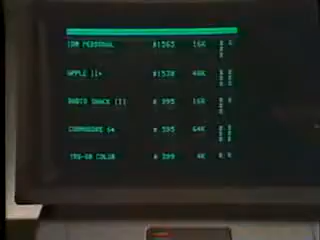 IBM PERSONAL $1565 16K
APPLE II+ $1530 48K
RADIO SHACK III $ 995 16K
COMMODORE 64 $ 595 64K
TRS-80 COLOR $ 399 4K